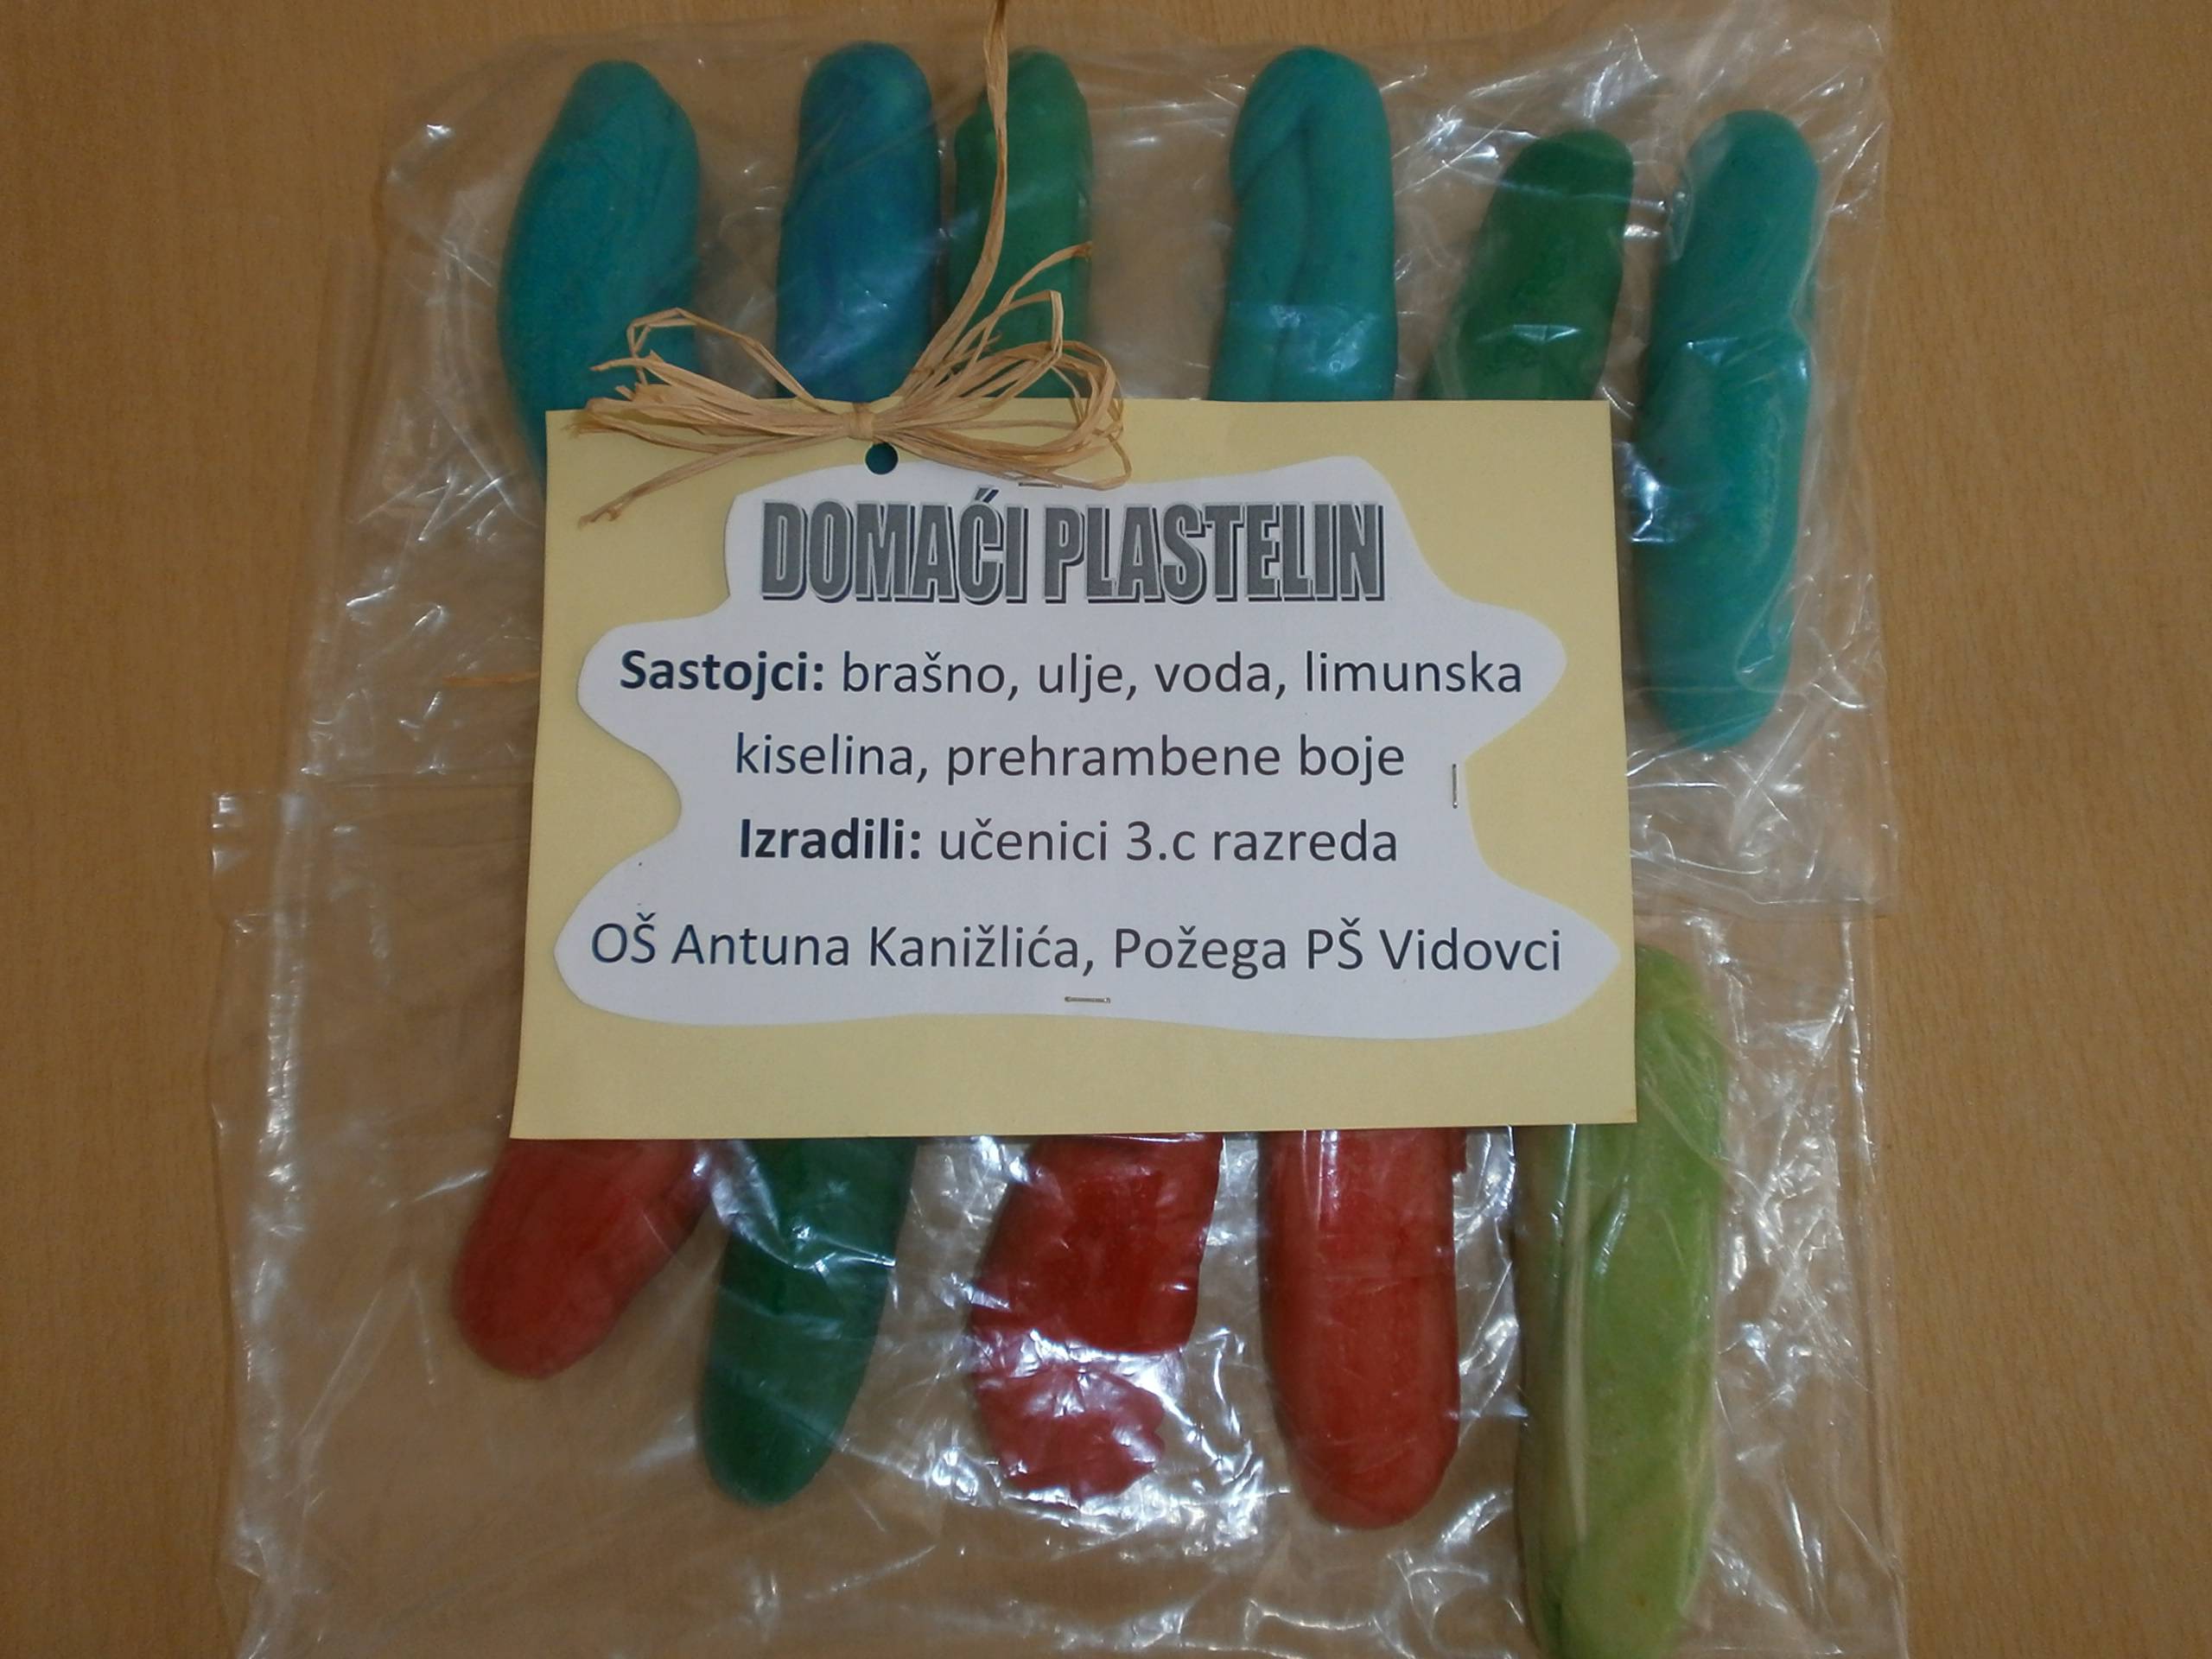 DOMAĆI PLASTELIN
Sastojci: brašno, ulje, voda, limunska
kiselina, prehrambene boje
Izradili: učenici 3.c razreda
OŠ Antuna Kanižlića, Požega PŠ Vidovci